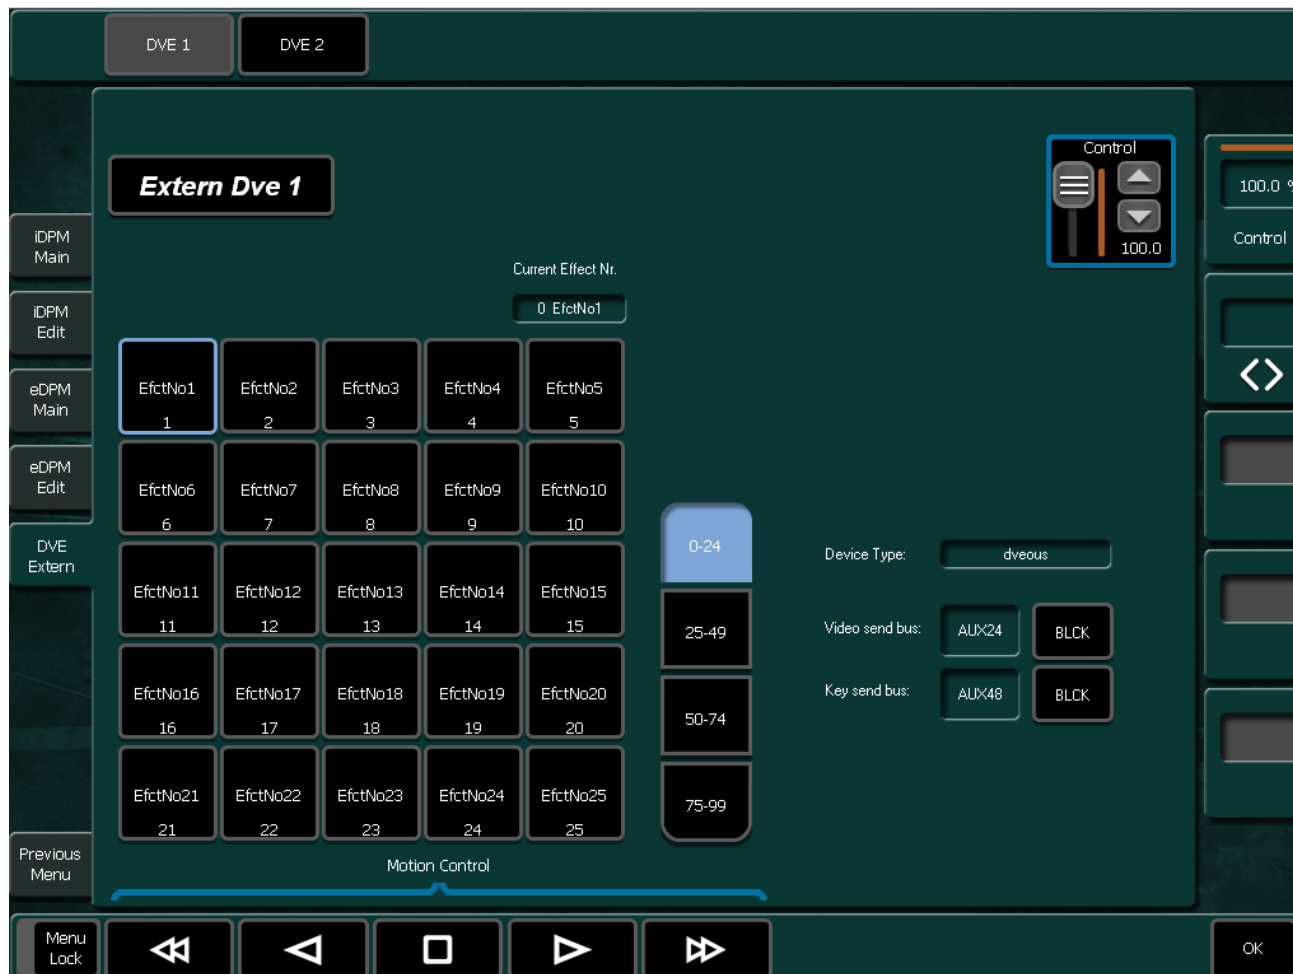 DVE 1
DVE 2
Extern Dve 1
Control
100.0
100.0 %
Control
iDPM
Main
iDPM
Edit
eDPM
Main
eDPM
Edit
DVE
Extern
Previous
Menu
Current Effect Nr.
0 EfctNo1
EfctNo1
1
EfctNo2
2
EfctNo3
3
EfctNo4
4
EfctNo5
5
EfctNo6
6
EfctNo7
7
EfctNo8
8
EfctNo9
9
EfctNo10
10
EfctNo11
11
EfctNo12
12
EfctNo13
13
EfctNo14
14
EfctNo15
15
EfctNo16
16
EfctNo17
17
EfctNo18
18
EfctNo19
19
EfctNo20
20
EfctNo21
21
EfctNo22
22
EfctNo23
23
EfctNo24
24
EfctNo25
25
0-24
25-49
50-74
75-99
Device Type: dveous
Video send bus: AUX24 BLCK
Key send bus: AUX48 BLCK
Motion Control
Menu
Lock
OK